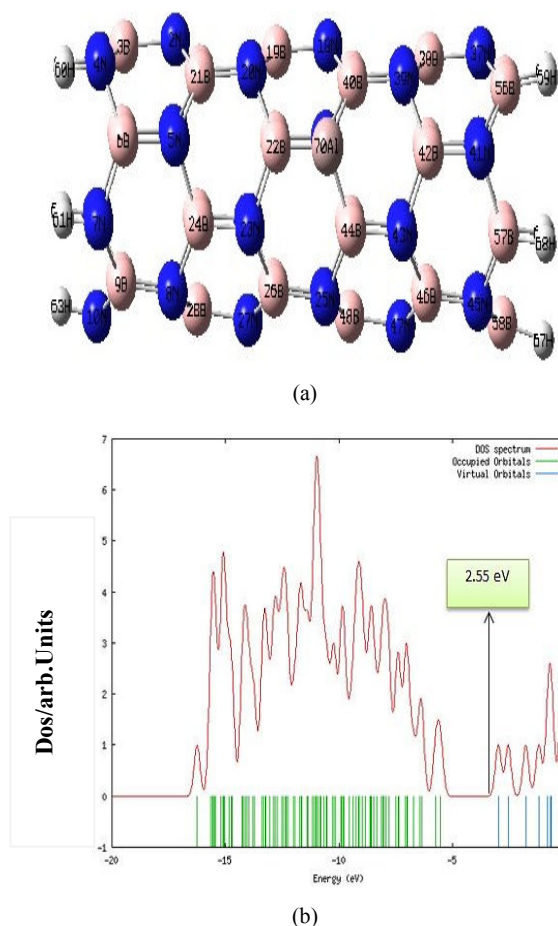 3B 2N 19B 18N 38B 37N
60H 4N 21B 20N 40B 39N 56B 59H
6B 5N 22B 70Al 42B 41N
61H 7N 24B 23N 44B 43N 57B 68H
63H 10N 9B 8N 28B 27N 26B 25N 48B 47N 46B 45N 58B 67H
(a)
7
DOS spectrum
Occupied Orbitals
Virtual Orbitals
6
5
2.55 eV
4
3
2
1
0
-1
Dos/arb.Units
-20 -15 -10 -5
Energy (eV)
(b)